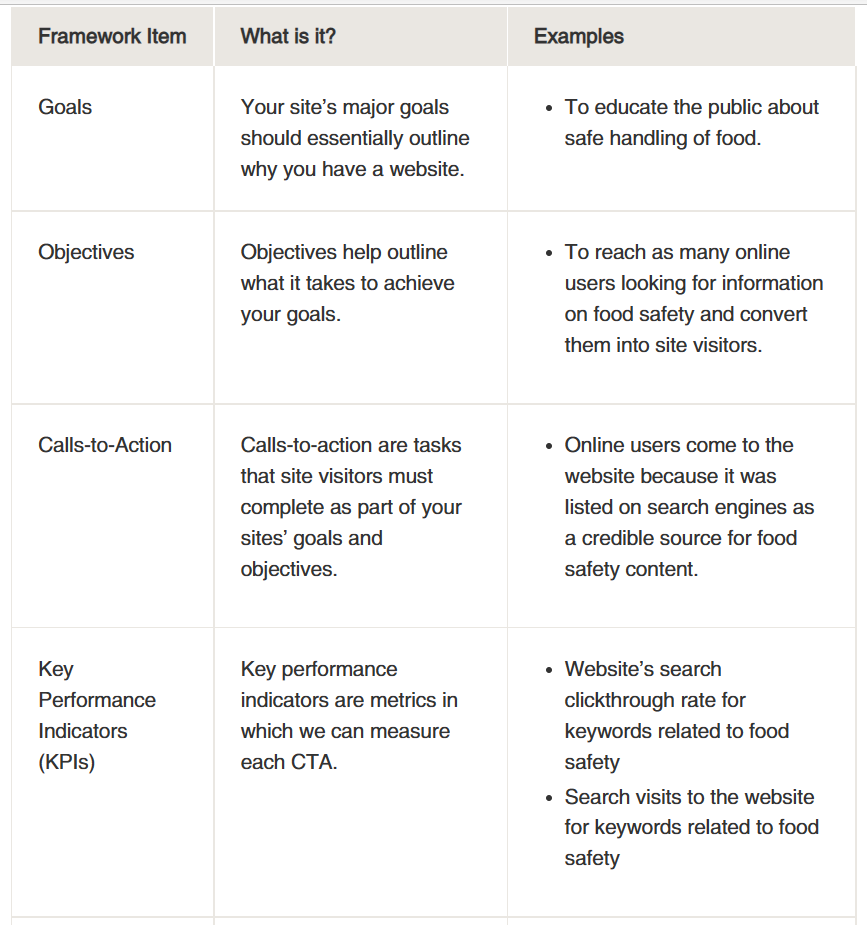 Framework Item
What is it?
Examples
Goals
Your site’s major goals
should essentially outline
why you have a website.
• To educate the public about
safe handling of food.
Objectives
Objectives help outline
what it takes to achieve
your goals.
• To reach as many online
users looking for information
on food safety and convert
them into site visitors.
Calls-to-Action
Calls-to-action are tasks
that site visitors must
complete as part of your
sites’ goals and
objectives.
• Online users come to the
website because it was
listed on search engines as
a credible source for food
safety content.
Key
Performance
Indicators
(KPIs)
Key performance
indicators are metrics in
which we can measure
each CTA.
• Website’s search
clickthrough rate for
keywords related to food
safety
• Search visits to the website
for keywords related to food
safety